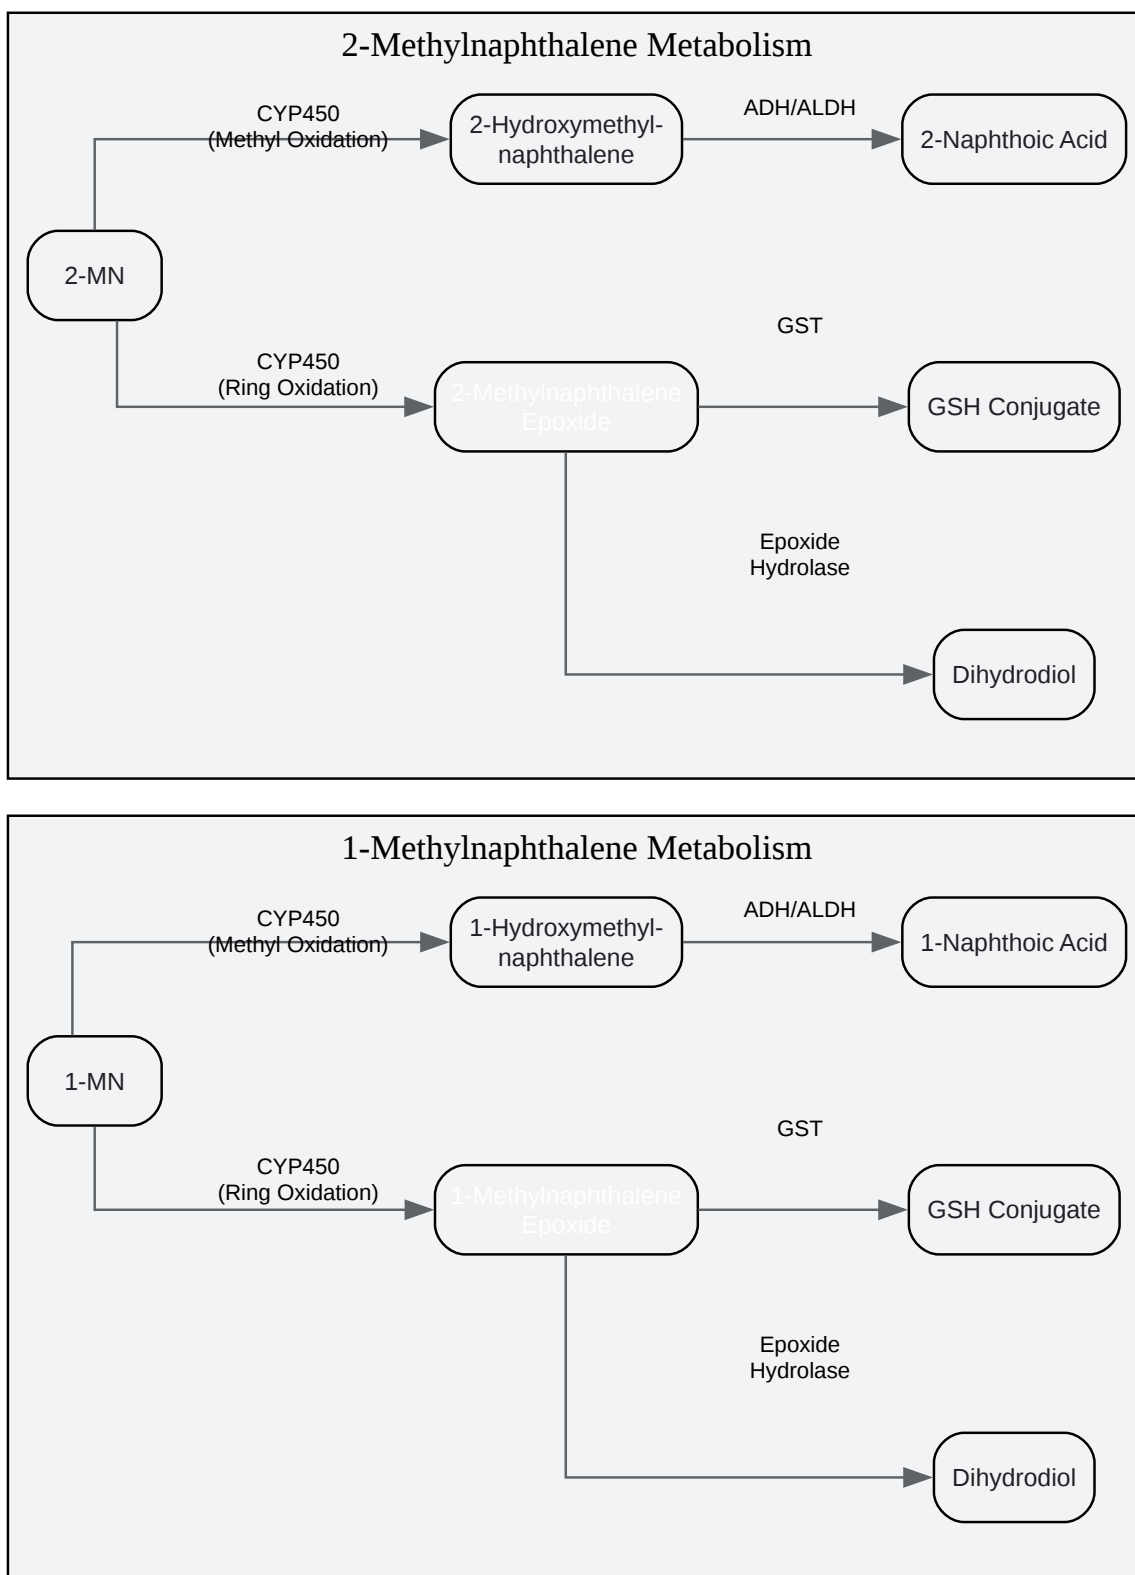 2-Methylnaphthalene Metabolism
CYP450
(Methyl Oxidation)
2-Hydroxymethyl-
naphthalene
ADH/ALDH
2-Naphthoic Acid
2-MN
CYP450
(Ring Oxidation)
2-Methylnaphthalene
Epoxide
GST
GSH Conjugate
Epoxide
Hydrolase
Dihydrodiol
1-Methylnaphthalene Metabolism
CYP450
(Methyl Oxidation)
1-Hydroxymethyl-
naphthalene
ADH/ALDH
1-Naphthoic Acid
1-MN
CYP450
(Ring Oxidation)
1-Methylnaphthalene
Epoxide
GST
GSH Conjugate
Epoxide
Hydrolase
Dihydrodiol